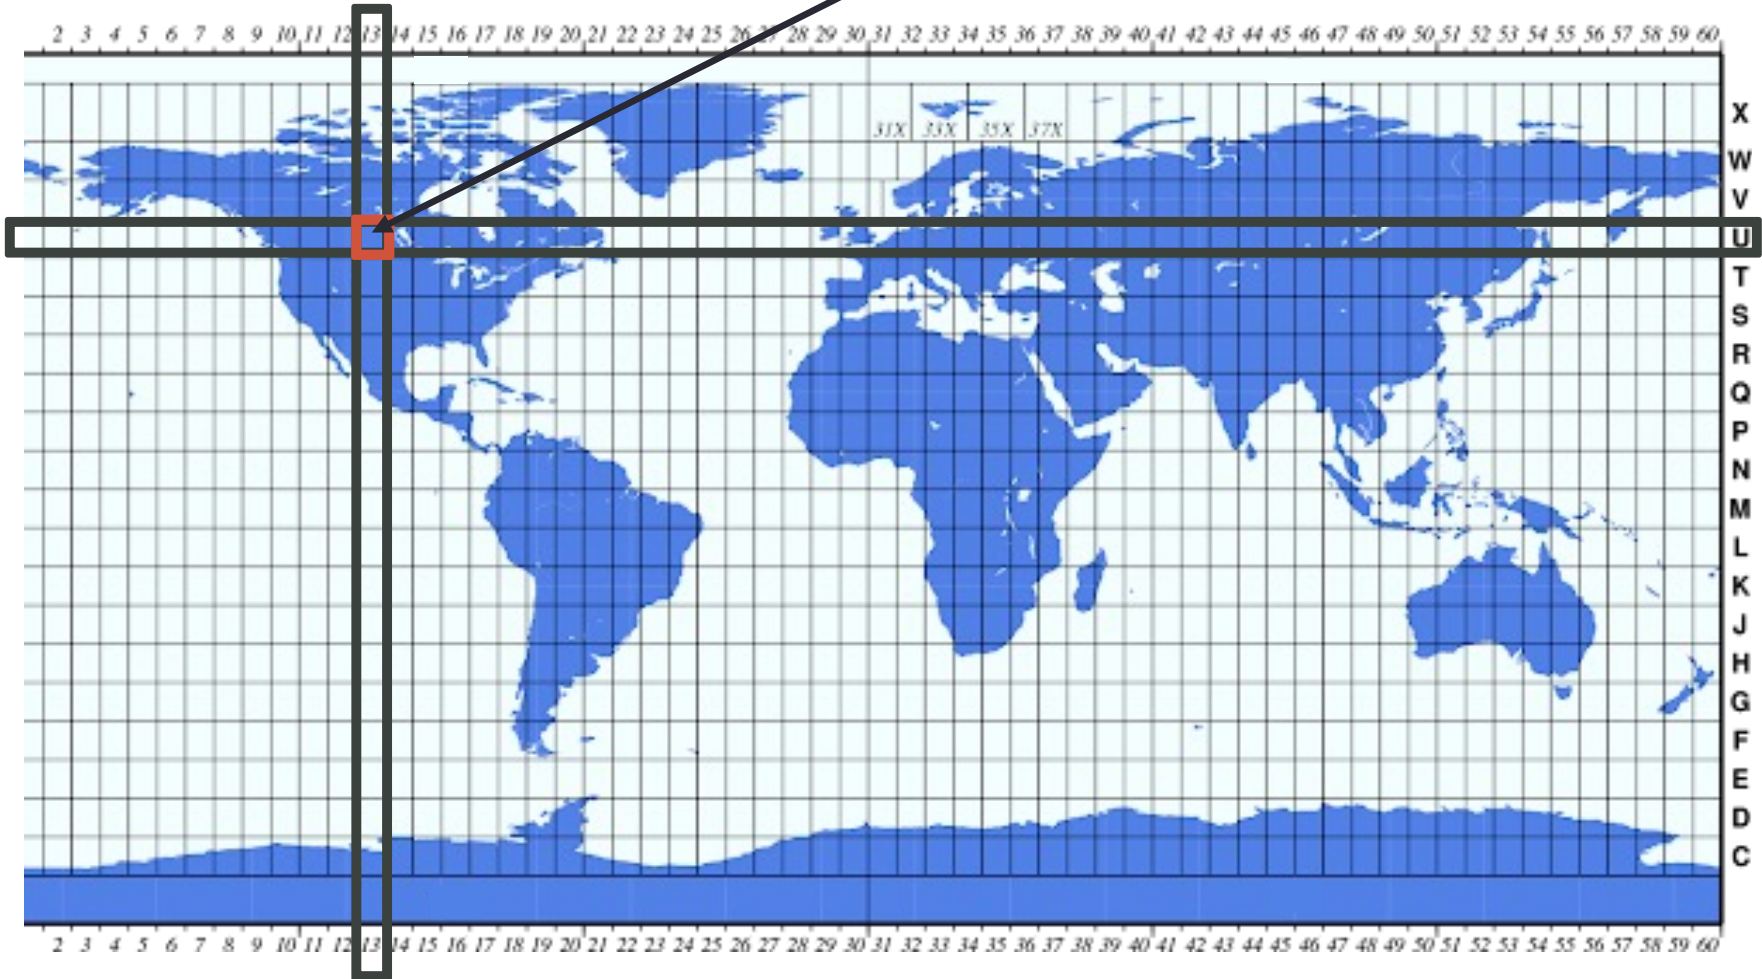 2 3 4 5 6 7 8 9 10 11 12 13 14 15 16 17 18 19 20 21 22 23 24 25 26 27 28 29 30 31 32 33 34 35 36 37 38 39 40 41 42 43 44 45 46 47 48 49 50 51 52 53 54 55 56 57 58 59 60
X
31X 33X 35X 37X
W
V
U
T
S
R
Q
P
N
M
L
K
J
H
G
F
E
D
C
2 3 4 5 6 7 8 9 10 11 12 13 14 15 16 17 18 19 20 21 22 23 24 25 26 27 28 29 30 31 32 33 34 35 36 37 38 39 40 41 42 43 44 45 46 47 48 49 50 51 52 53 54 55 56 57 58 59 60